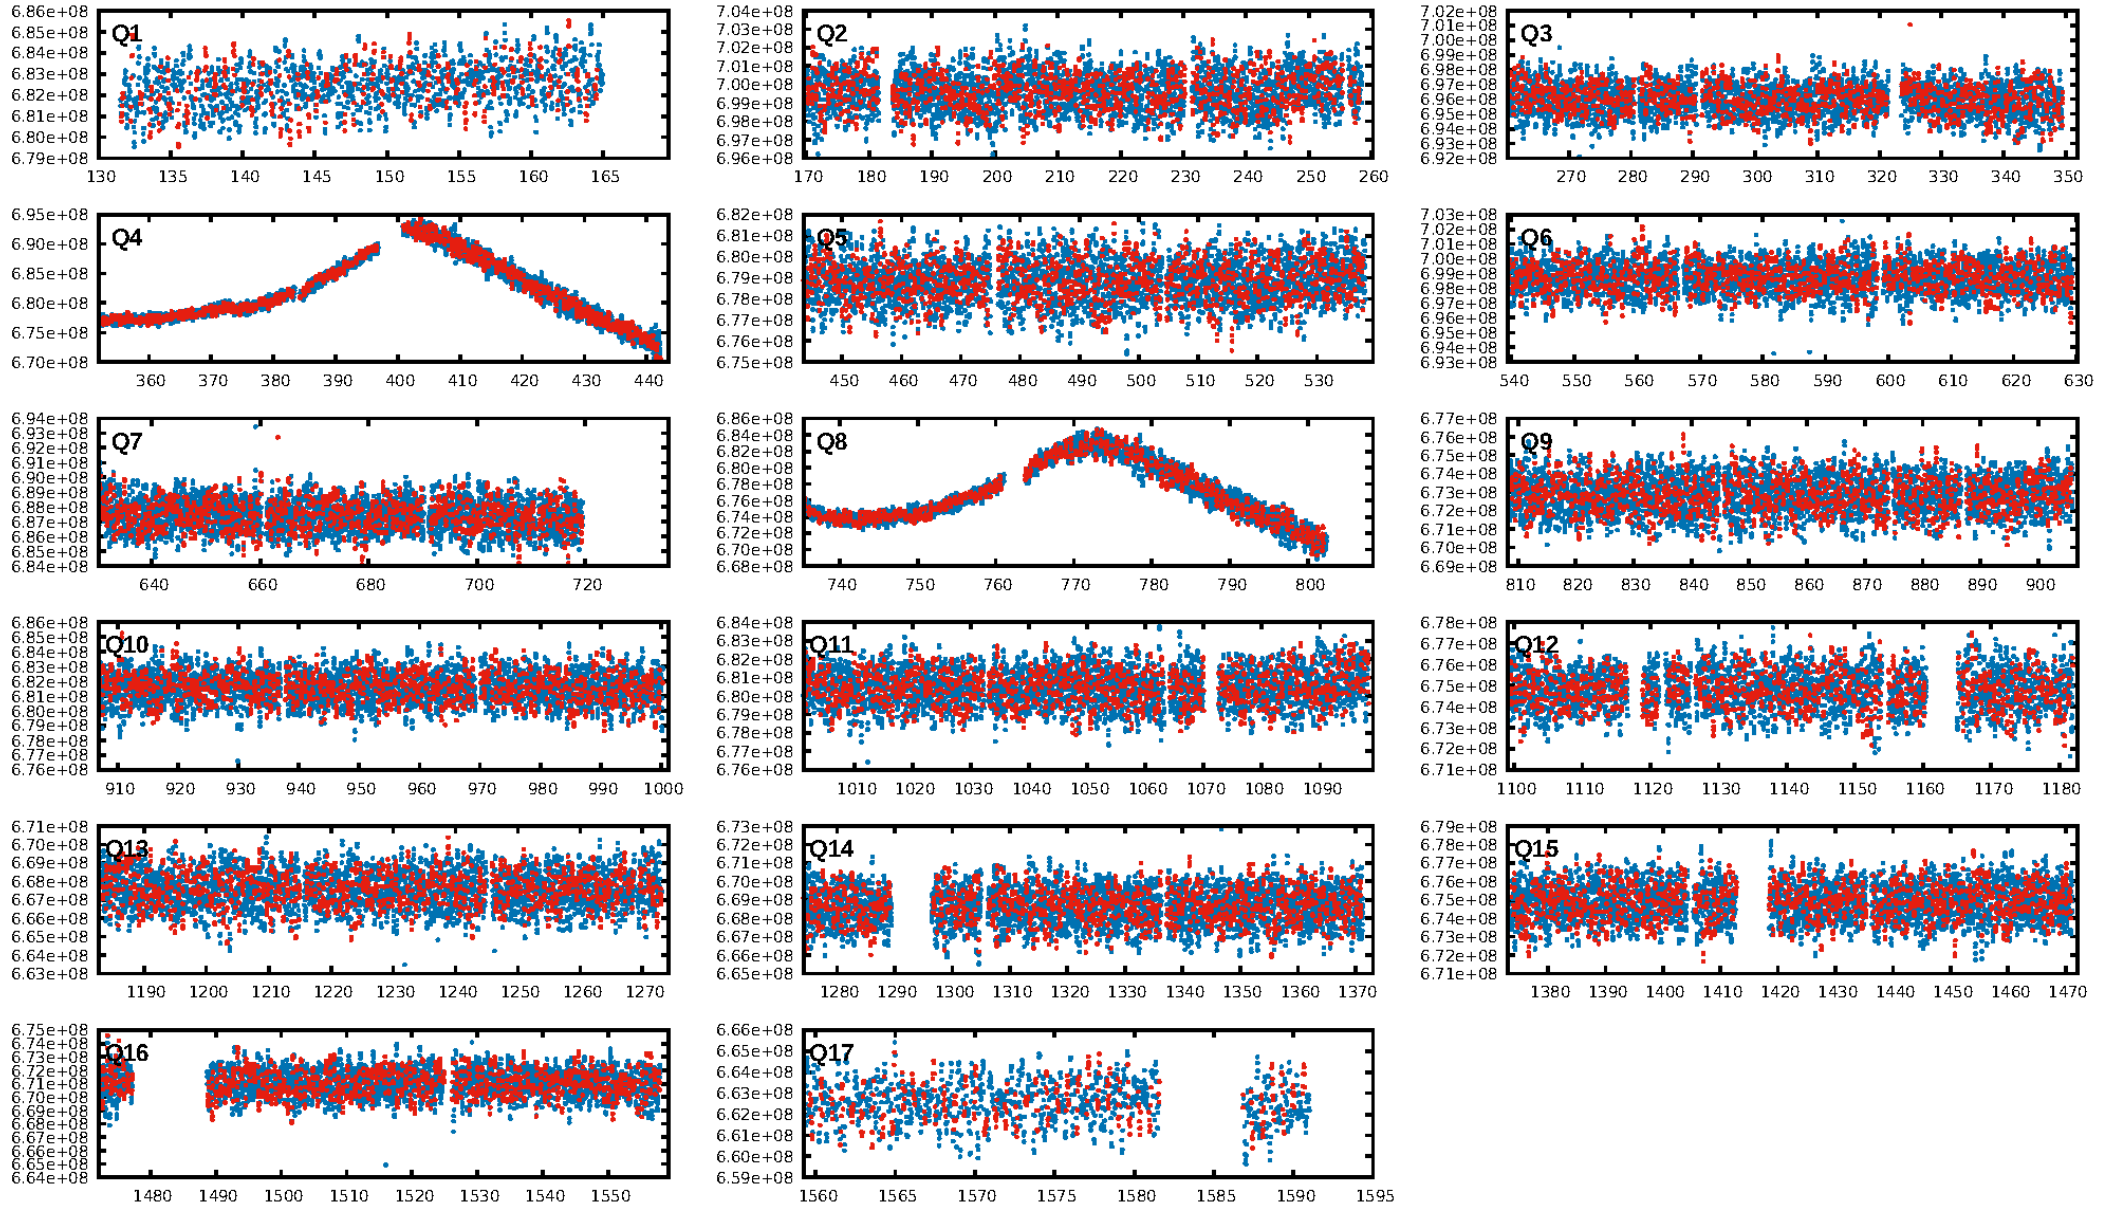 Q1
6.86e+08
6.85e+08
6.84e+08
6.83e+08
6.82e+08
6.81e+08
6.80e+08
6.79e+08
130 135 140 145 150 155 160 165
Q2
7.04e+08
7.03e+08
7.02e+08
7.01e+08
7.00e+08
6.99e+08
6.98e+08
6.97e+08
6.96e+08
170 180 190 200 210 220 230 240 250 260
Q3
7.02e+08
7.01e+08
7.00e+08
6.99e+08
6.98e+08
6.97e+08
6.96e+08
6.95e+08
6.94e+08
6.93e+08
6.92e+08
270 280 290 300 310 320 330 340 350
Q4
6.95e+08
6.90e+08
6.85e+08
6.80e+08
6.75e+08
6.70e+08
360 370 380 390 400 410 420 430 440
Q5
6.82e+08
6.81e+08
6.80e+08
6.79e+08
6.78e+08
6.77e+08
6.76e+08
6.75e+08
450 460 470 480 490 500 510 520 530
Q6
7.03e+08
7.02e+08
7.01e+08
7.00e+08
6.99e+08
6.98e+08
6.97e+08
6.96e+08
6.95e+08
6.94e+08
6.93e+08
540 550 560 570 580 590 600 610 620 630
Q7
6.94e+08
6.93e+08
6.92e+08
6.91e+08
6.90e+08
6.89e+08
6.88e+08
6.87e+08
6.86e+08
6.85e+08
6.84e+08
640 660 680 700 720
Q8
6.86e+08
6.84e+08
6.82e+08
6.80e+08
6.78e+08
6.76e+08
6.74e+08
6.72e+08
6.70e+08
6.68e+08
740 750 760 770 780 790 800
Q9
6.77e+08
6.76e+08
6.75e+08
6.74e+08
6.73e+08
6.72e+08
6.71e+08
6.70e+08
6.69e+08
810 820 830 840 850 860 870 880 890 900
Q10
6.86e+08
6.85e+08
6.84e+08
6.83e+08
6.82e+08
6.81e+08
6.80e+08
6.79e+08
6.78e+08
6.77e+08
6.76e+08
910 920 930 940 950 960 970 980 990 1000
Q11
6.84e+08
6.83e+08
6.82e+08
6.81e+08
6.80e+08
6.79e+08
6.78e+08
6.77e+08
6.76e+08
1010 1020 1030 1040 1050 1060 1070 1080 1090
Q12
6.78e+08
6.77e+08
6.76e+08
6.75e+08
6.74e+08
6.73e+08
6.72e+08
6.71e+08
1100 1110 1120 1130 1140 1150 1160 1170 1180
Q13
6.71e+08
6.70e+08
6.69e+08
6.68e+08
6.67e+08
6.66e+08
6.65e+08
6.64e+08
6.63e+08
1190 1200 1210 1220 1230 1240 1250 1260 1270
Q14
6.73e+08
6.72e+08
6.71e+08
6.70e+08
6.69e+08
6.68e+08
6.67e+08
6.66e+08
6.65e+08
1280 1290 1300 1310 1320 1330 1340 1350 1360 1370
Q15
6.79e+08
6.78e+08
6.77e+08
6.76e+08
6.75e+08
6.74e+08
6.73e+08
6.72e+08
6.71e+08
1380 1390 1400 1410 1420 1430 1440 1450 1460 1470
Q16
6.75e+08
6.74e+08
6.73e+08
6.72e+08
6.71e+08
6.70e+08
6.69e+08
6.68e+08
6.67e+08
6.66e+08
6.65e+08
6.64e+08
1480 1490 1500 1510 1520 1530 1540 1550
Q17
6.66e+08
6.65e+08
6.64e+08
6.63e+08
6.62e+08
6.61e+08
6.60e+08
6.59e+08
1560 1565 1570 1575 1580 1585 1590 1595